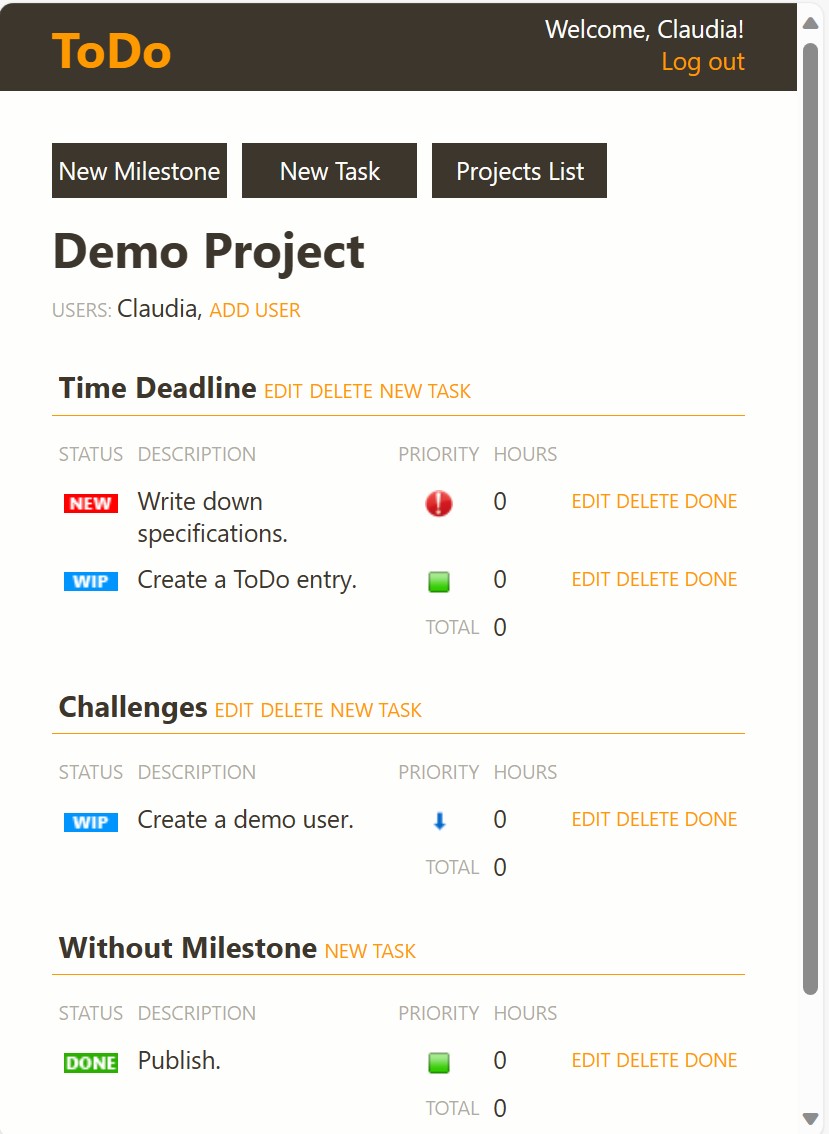 ToDo
Welcome, Claudia!
Log out
New Milestone New Task Projects List
Demo Project
USERS: Claudia, ADD USER
Time Deadline EDIT DELETE NEW TASK
STATUS DESCRIPTION PRIORITY HOURS
NEW Write down 0 EDIT DELETE DONE
specifications.
WIP Create a ToDo entry. 0 EDIT DELETE DONE
TOTAL 0
Challenges EDIT DELETE NEW TASK
STATUS DESCRIPTION PRIORITY HOURS
WIP Create a demo user. 0 EDIT DELETE DONE
TOTAL 0
Without Milestone NEW TASK
STATUS DESCRIPTION PRIORITY HOURS
DONE Publish. 0 EDIT DELETE DONE
TOTAL 0